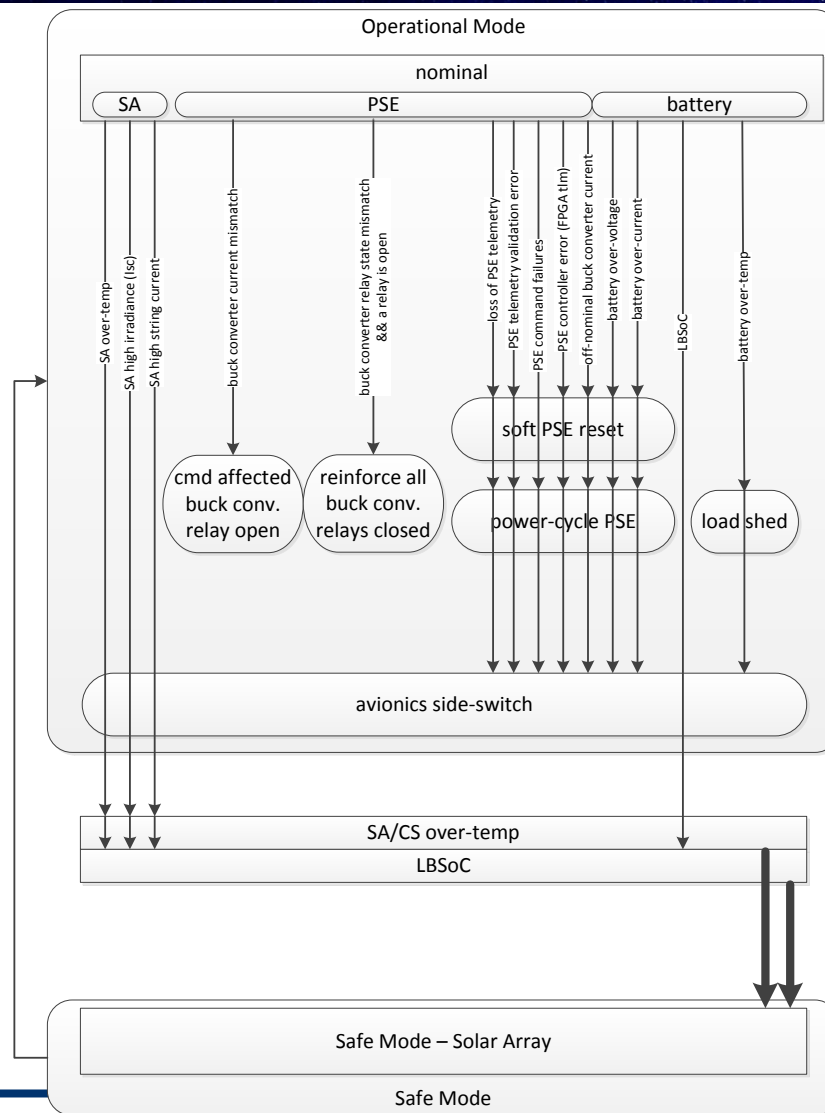 Operational Mode
nominal
SA
PSE
battery
SA over-temp
SA high irradiance (Isc)
SA high string current
buck converter current mismatch
buck converter relay state mismatch
&& a relay is open
loss of PSE telemetry
PSE telemetry validation error
PSE command failures
PSE controller error (FPGA tlm)
off-nominal buck converter current
battery over-voltage
battery over-current
LBSoC
battery over-temp
soft PSE reset
cmd affected
buck conv.
relay open
reinforce all
buck conv.
relays closed
power-cycle PSE
load shed
avionics side-switch
SA/CS over-temp
LBSoC
Safe Mode – Solar Array
Safe Mode